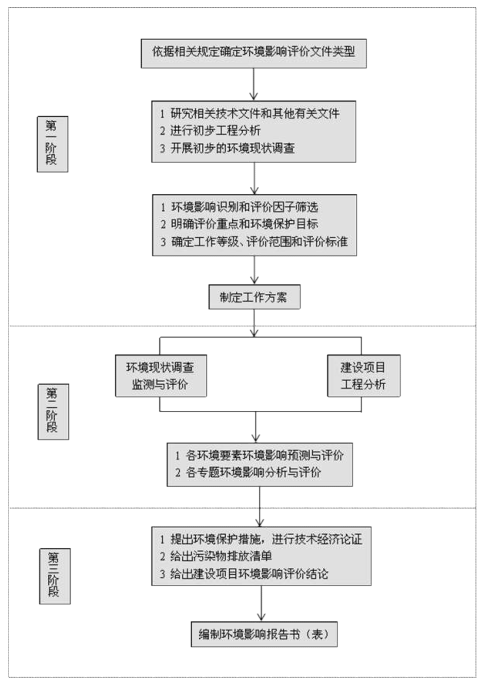 依据相关规定确定环境影响评价文件类型
第一阶段
1 研究相关技术文件和其他有关文件
2 进行初步工程分析
3 开展初步的环境现状调查
1 环境影响识别和评价因子筛选
2 明确评价重点和环境保护目标
3 确定工作等级、评价范围和评价标准
制定工作方案
第二阶段
环境现状调查
监测与评价
建设项目
工程分析
1 各环境要素环境影响预测与评价
2 各专题环境影响分析与评价
第三阶段
1 提出环境保护措施，进行技术经济论证
2 给出污染物排放清单
3 给出建设项目环境影响评价结论
编制环境影响报告书（表）